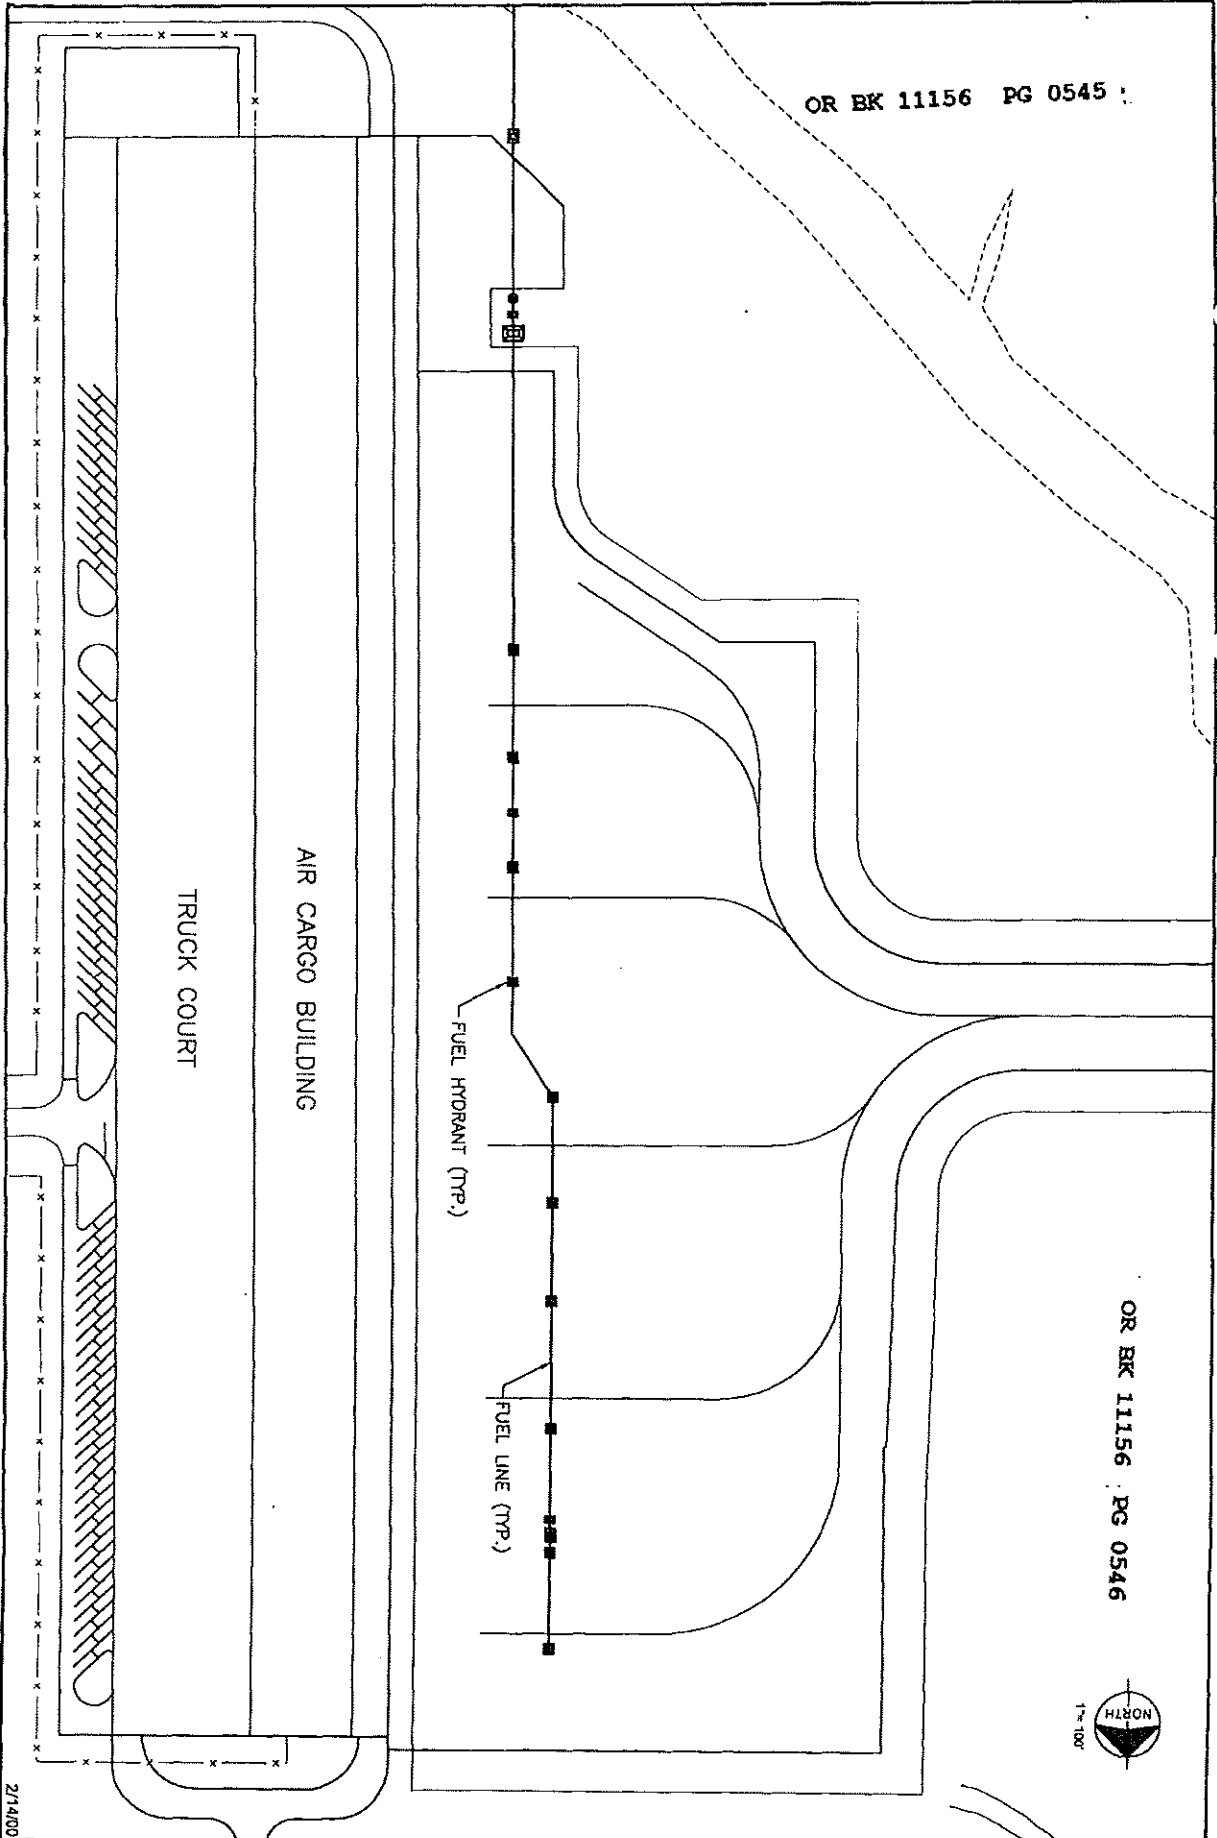 OR BK 11156 PG 0545
OR BK 11156 PG 0546
NORTH
1"= 100'
AIR CARGO BUILDING
TRUCK COURT
FUEL HYDRANT (TYP.)
FUEL LINE (TYP.)
2/14/00